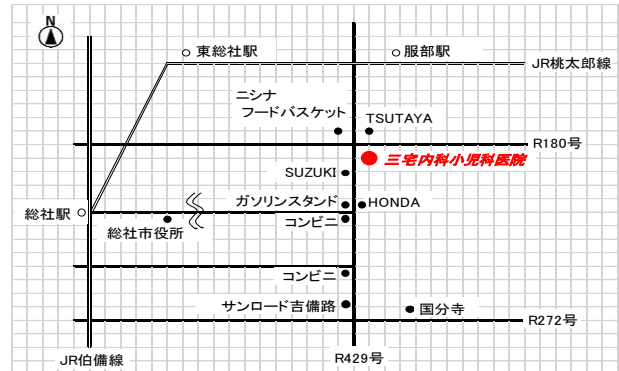 N
東総社駅
服部駅
JR桃太郎線
ニシナ
フードバスケット
TSUTAYA
R180号
三宅内科小児科医院
SUZUKI
ガソリンスタンド
HONDA
総社駅
コンビニ
総社市役所
コンビニ
サンロード吉備路
国分寺
R272号
JR伯備線
R429号